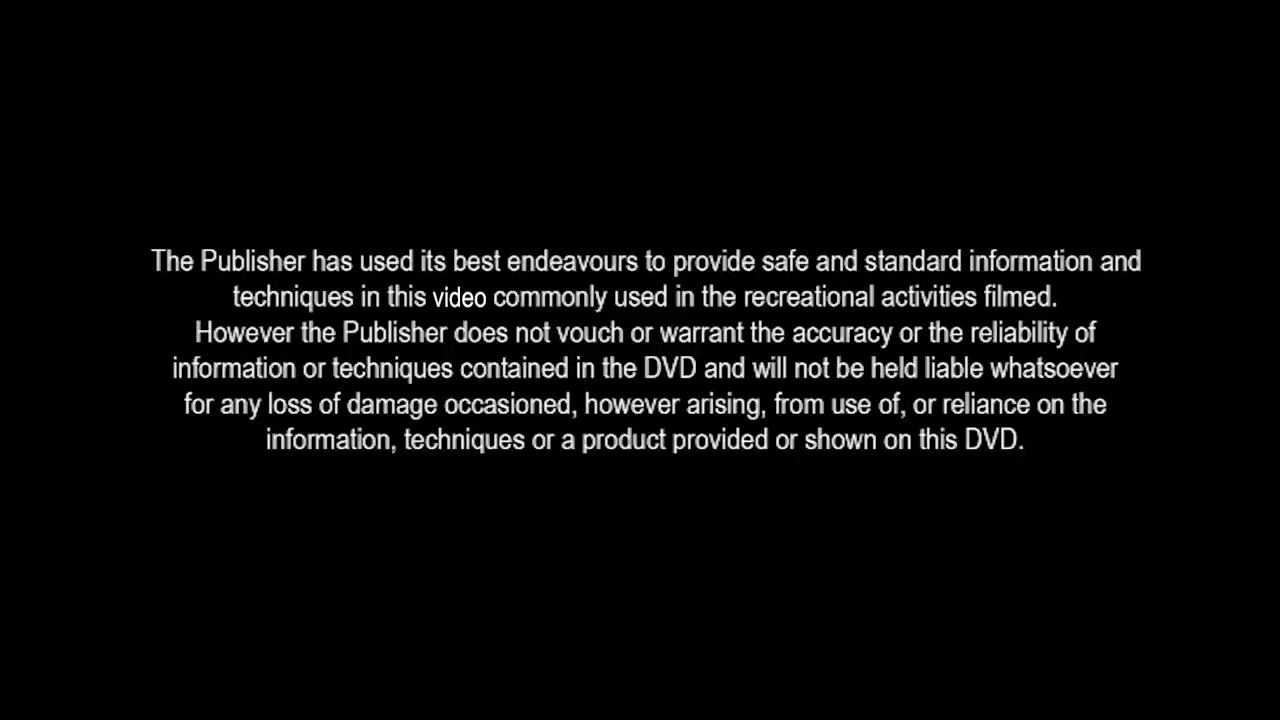 The Publisher has used its best endeavours to provide safe and standard information and
techniques in this video commonly used in the recreational activities filmed.
However the Publisher does not vouch or warrant the accuracy or the reliability of
information or techniques contained in the DVD and will not be held liable whatsoever
for any loss of damage occasioned, however arising, from use of, or reliance on the
information, techniques or a product provided or shown on this DVD.